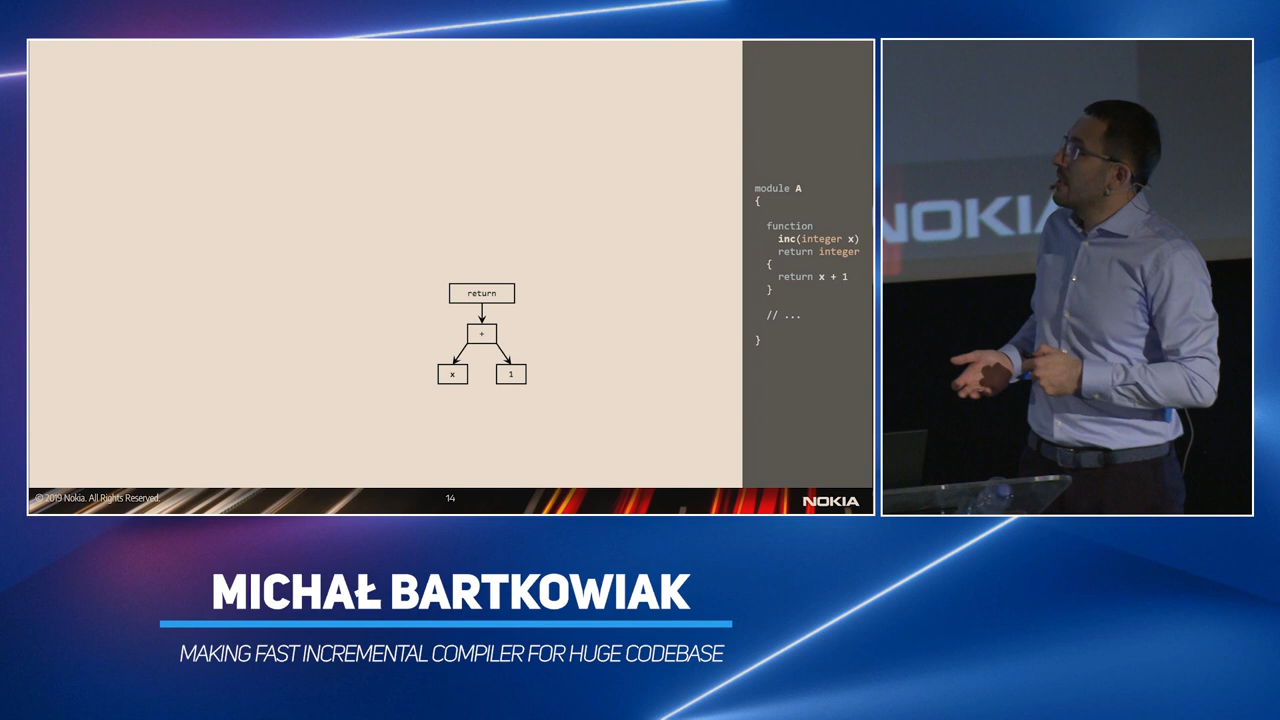 return
+
x
1
module A
{
function
inc(integer x)
return integer
{
return x + 1
}
// ...
}
© 2019 Nokia. All Rights Reserved.
14
NOKIA
NOKIA
MICHAŁ BARTKOWIAK
MAKING FAST INCREMENTAL COMPILER FOR HUGE CODEBASE